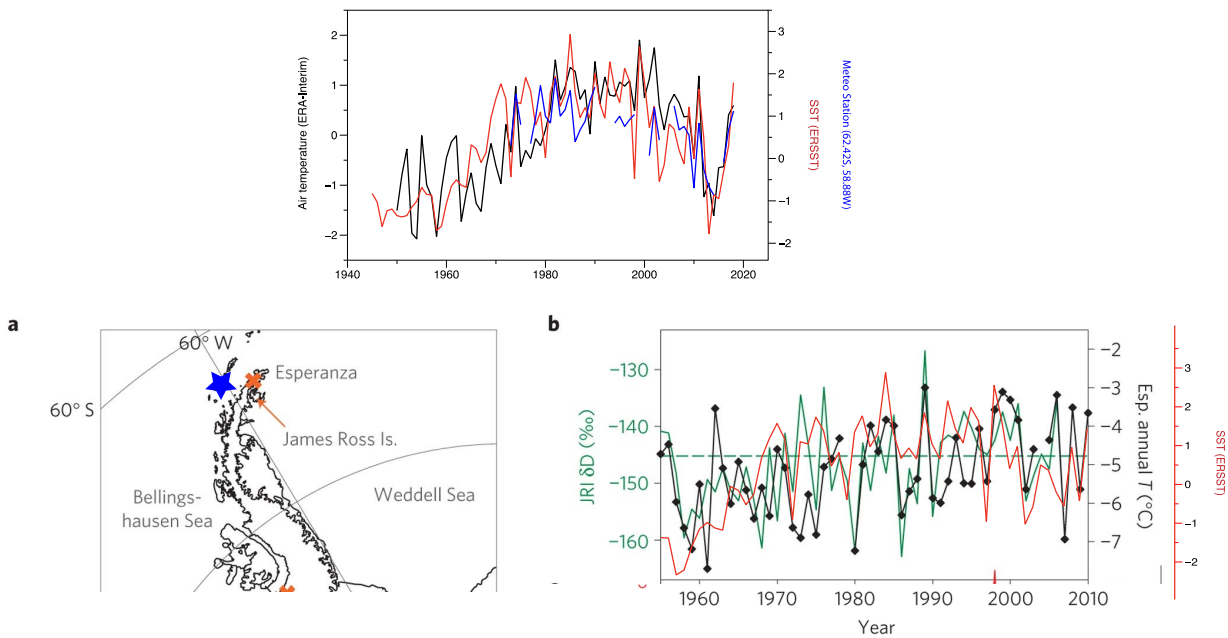 Air temperature (ERA-Interim)
2
1
0
−1
−2
1940
1960
1980
2000
2020
3
2
1
0
−1
−2
SST (ERSST)
Meteo Station (62.42S, 58.88W)
a
60° W
60° S
Esperanza
James Ross Is.
Bellings-
hausen Sea
Weddell Sea
b
JRI δD (‰)
−130
−140
−150
−160
1960
1970
1980
1990
2000
2010
Year
−2
−3
−4
−5
−6
−7
Esp. annual T (°C)
3
2
1
0
−1
−2
SST (ERSST)